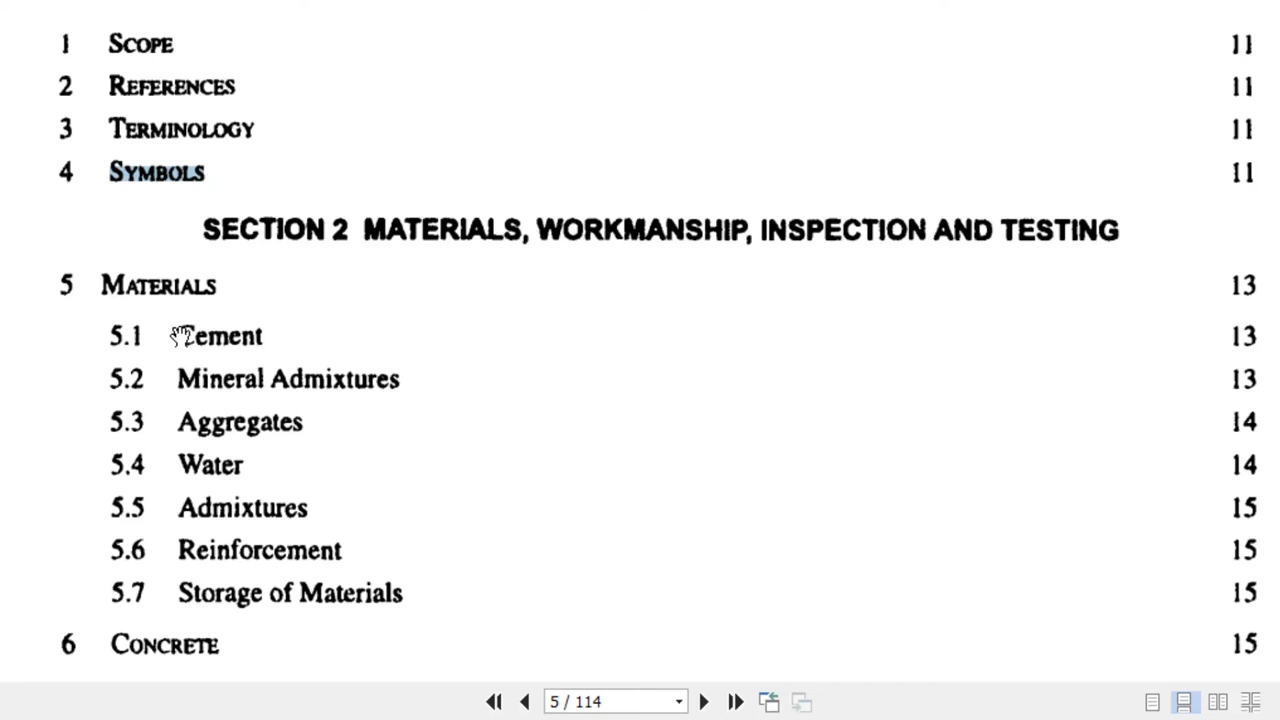 1 SCOPE 11
2 REFERENCES 11
3 TERMINOLOGY 11
4 SYMBOLS 11
SECTION 2 MATERIALS, WORKMANSHIP, INSPECTION AND TESTING
5 MATERIALS 13
5.1 Cement 13
5.2 Mineral Admixtures 13
5.3 Aggregates 14
5.4 Water 14
5.5 Admixtures 15
5.6 Reinforcement 15
5.7 Storage of Materials 15
6 CONCRETE 15
5 / 114